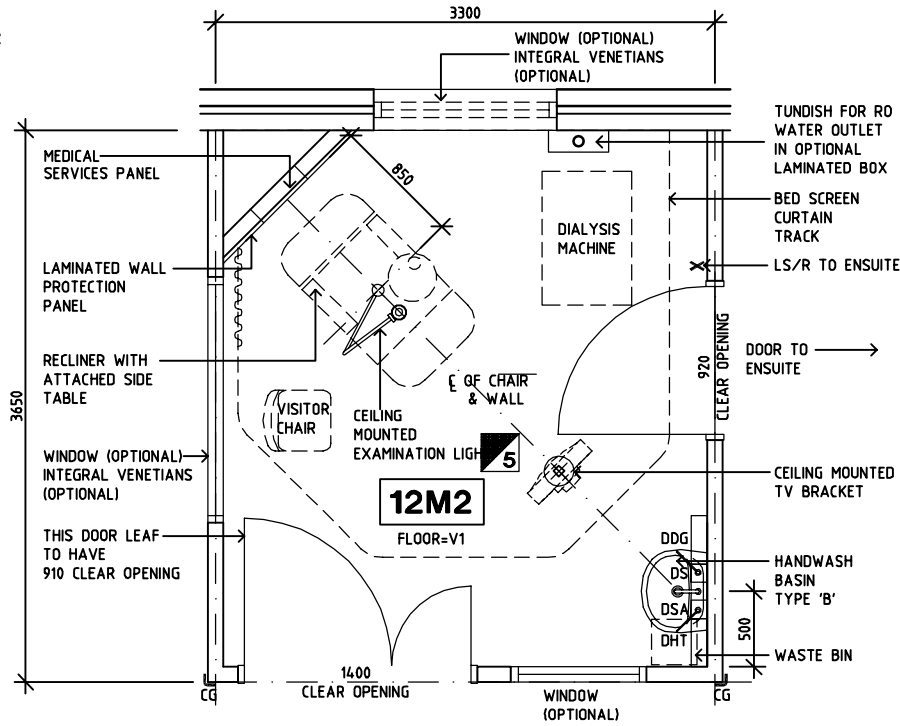 3300
WINDOW (OPTIONAL)
INTEGRAL VENETIANS
(OPTIONAL)
TUNDISH FOR RO
WATER OUTLET
IN OPTIONAL
LAMINATED BOX
MEDICAL
SERVICES PANEL
850
BED SCREEN
CURTAIN
TRACK
DIALYSIS
MACHINE
LAMINATED WALL
PROTECTION
PANEL
LS/R TO ENSUITE
RECLINER WITH
ATTACHED SIDE
TABLE
920
CLEAR OPENING
DOOR TO
ENSUITE
3650
℄ OF CHAIR
& WALL
VISITOR
CHAIR
CEILING
MOUNTED
EXAMINATION LIGH
5
WINDOW (OPTIONAL)
INTEGRAL VENETIANS
(OPTIONAL)
CEILING MOUNTED
TV BRACKET
12M2
FLOOR=V1
THIS DOOR LEAF
TO HAVE
910 CLEAR OPENING
DDG
DS
DSA
DHT
HANDWASH
BASIN
TYPE 'B'
500
WASTE BIN
1400
CLEAR OPENING
CG
WINDOW
(OPTIONAL)
CG